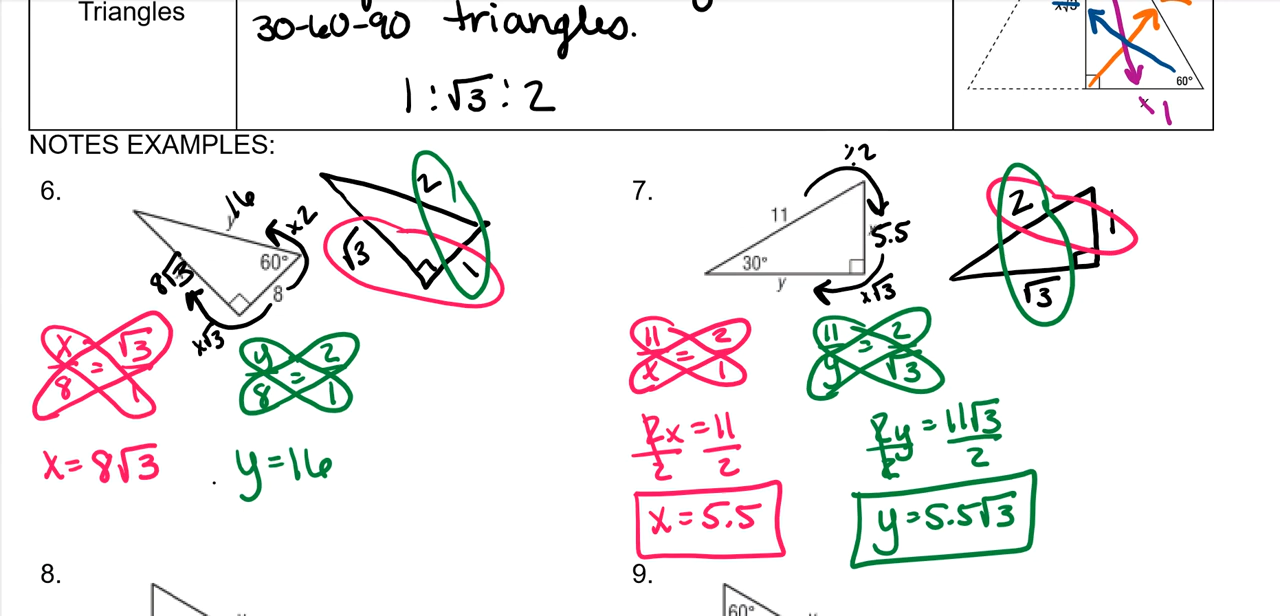 Triangles
30-60-90 triangles.
1 : √3 : 2
60°
x 1
NOTES EXAMPLES:
6.
16
y
x2
60°
8√3
8
x√3
2
√3
1
x/8 = √3/1
y/8 = 2/1
x = 8√3
y = 16
7.
÷2
11
5.5
30°
y
x√3
2
1
√3
11/x = 2/1
11/y = 2/√3
2x/2 = 11/2
2y/2 = 11√3/2
x = 5.5
y = 5.5√3
8.
9.
60°